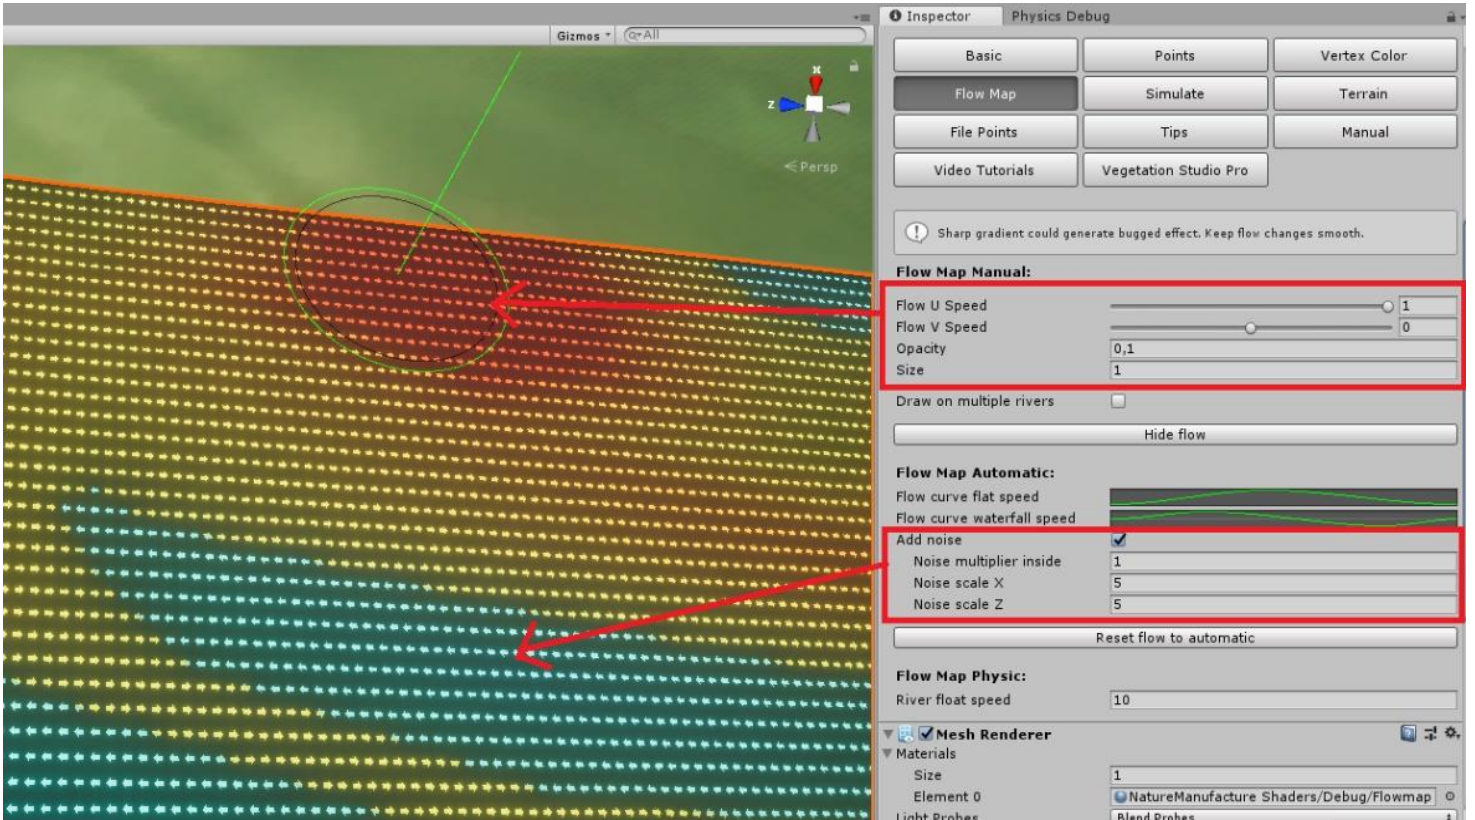 Inspector Physics Debug
Gizmos All
Basic Points Vertex Color
Flow Map Simulate Terrain
File Points Tips Manual
Video Tutorials Vegetation Studio Pro
x
z
Persp
Sharp gradient could generate bugged effect. Keep flow changes smooth.
Flow Map Manual:
Flow U Speed 1
Flow V Speed 0
Opacity 0,1
Size 1
Draw on multiple rivers
Hide flow
Flow Map Automatic:
Flow curve flat speed
Flow curve waterfall speed
Add noise
Noise multiplier inside 1
Noise scale X 5
Noise scale Z 5
Reset flow to automatic
Flow Map Physic:
River float speed 10
Mesh Renderer
Materials
Size 1
Element 0 NatureManufacture Shaders/Debug/Flowmap
Light Probes Blend Probes